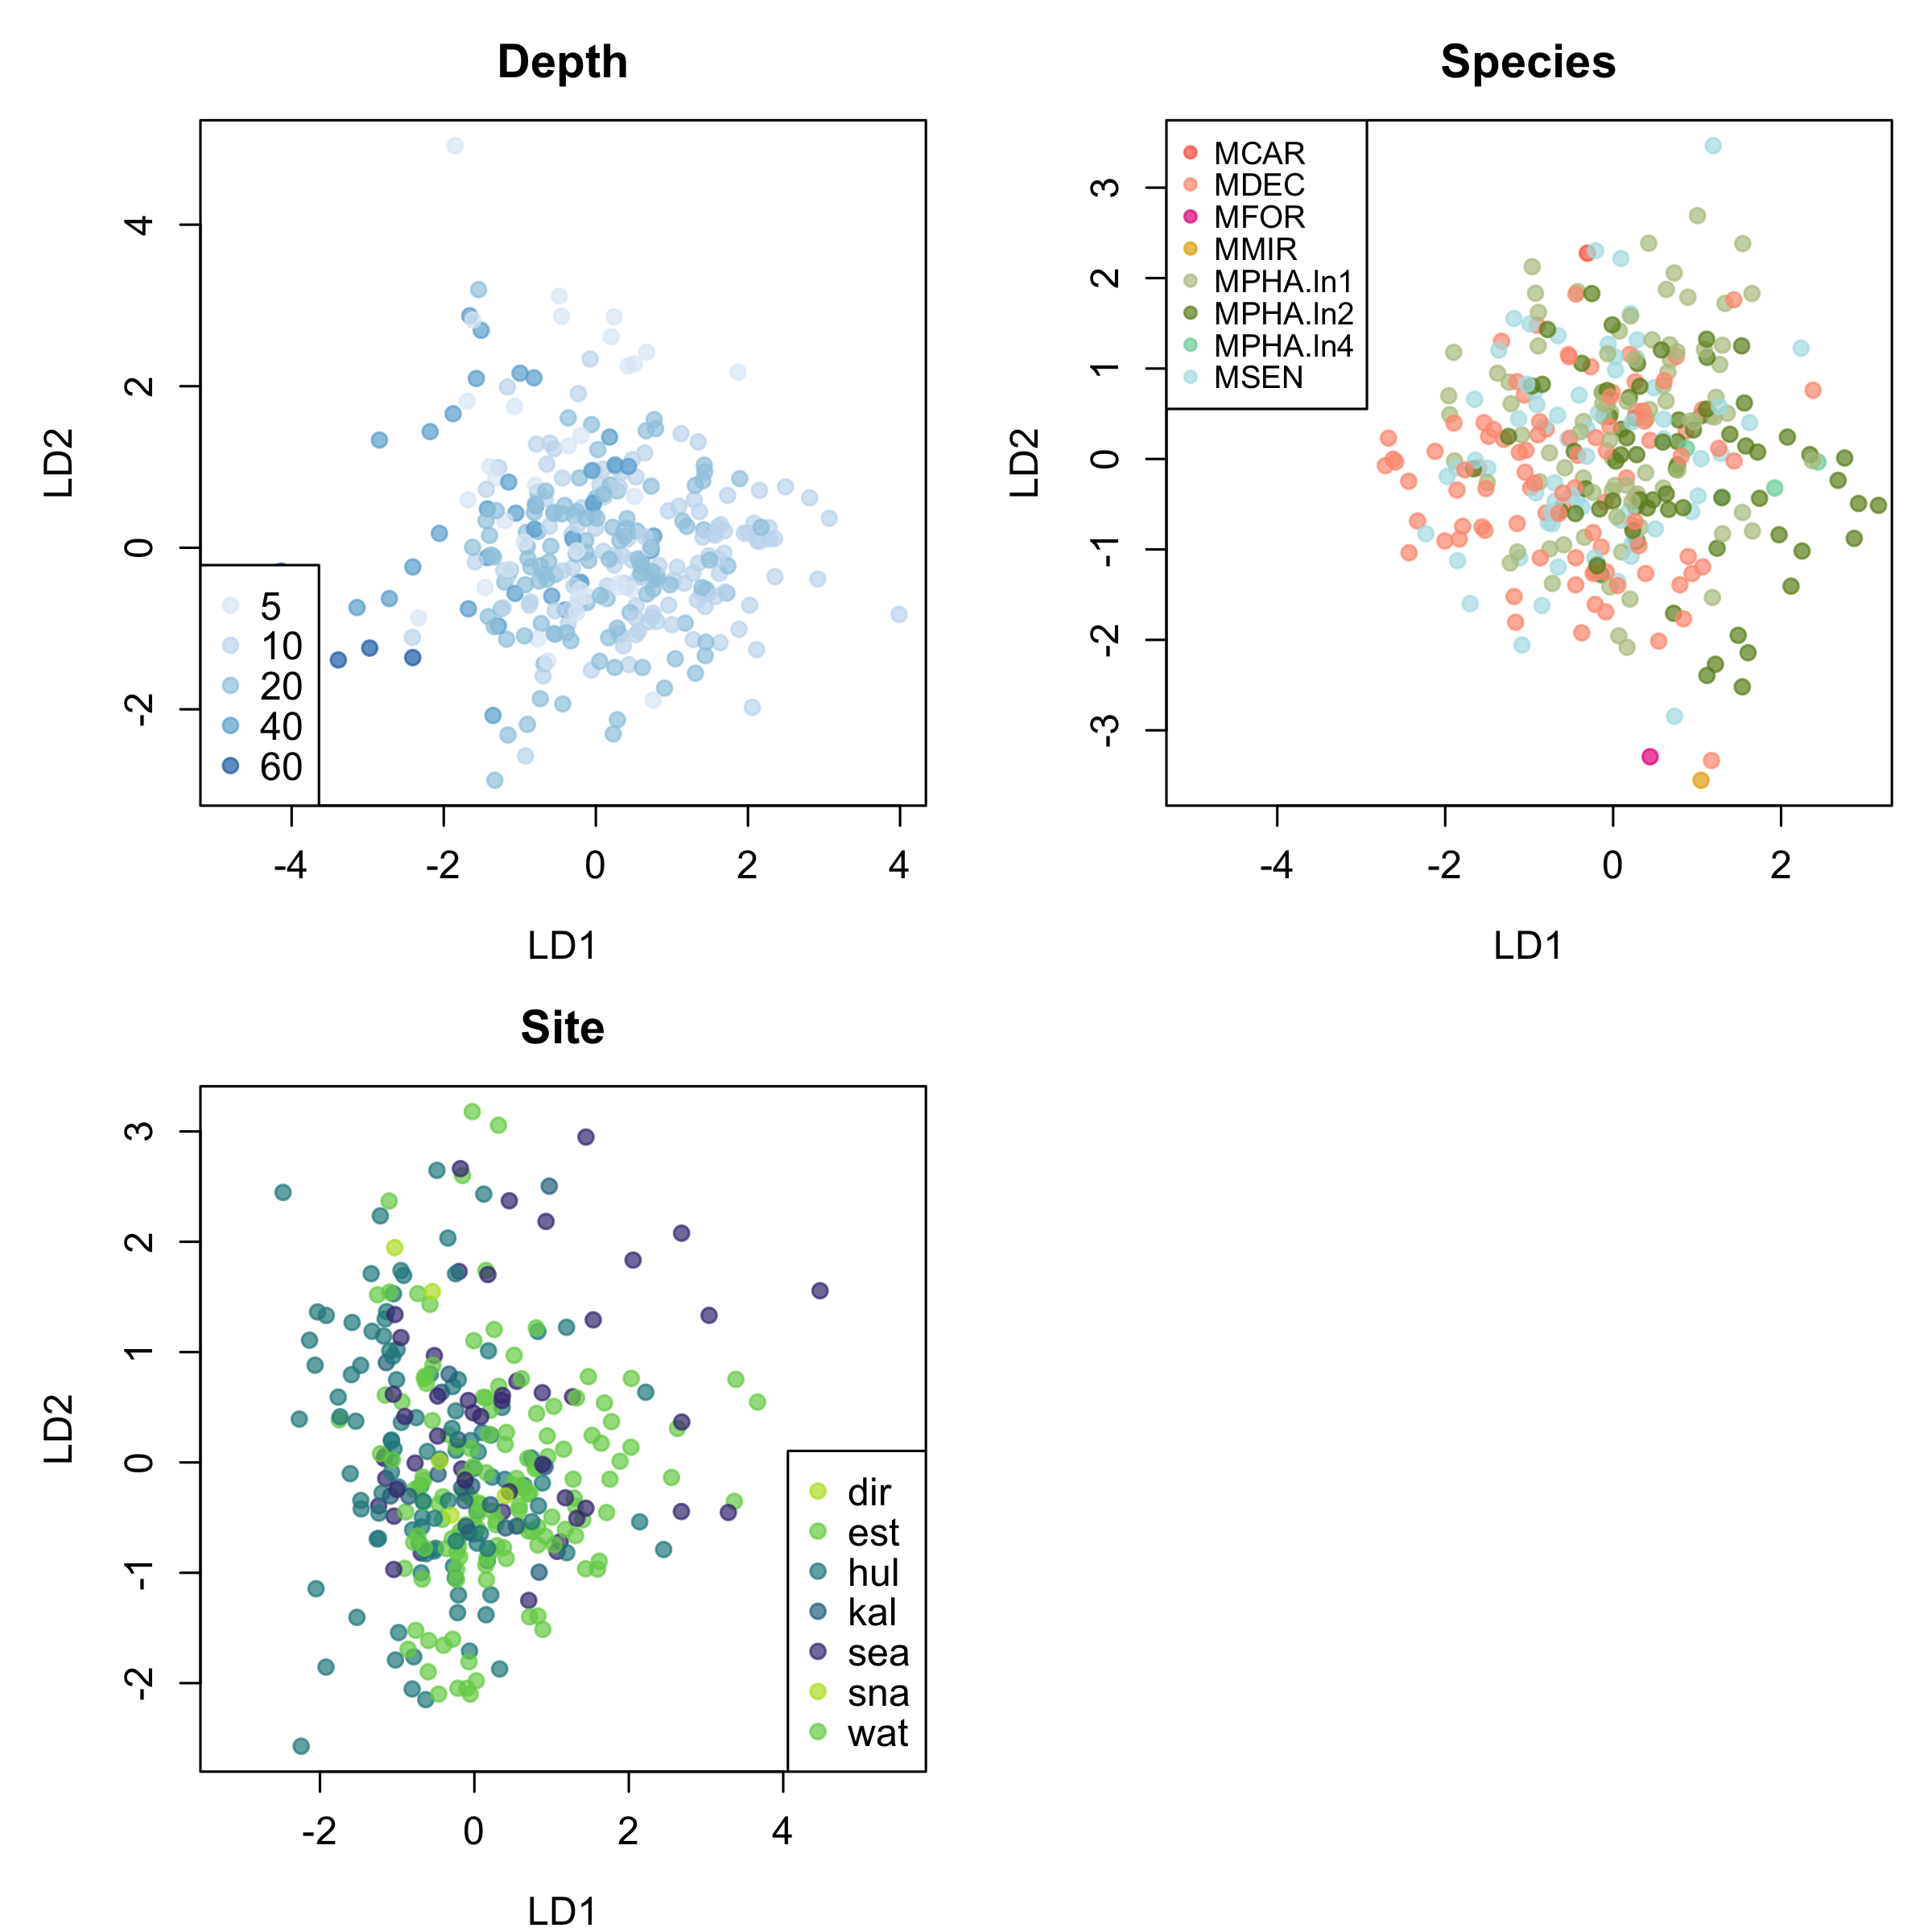 Depth
LD2
4
2
0
-2
5
10
20
40
60
-4 -2 0 2 4
LD1
Species
LD2
3
2
1
0
-1
-2
-3
MCAR
MDEC
MFOR
MMIR
MPHA.ln1
MPHA.ln2
MPHA.ln4
MSEN
-4 -2 0 2
LD1
Site
LD2
3
2
1
0
-1
-2
dir
est
hul
kal
sea
sna
wat
-2 0 2 4
LD1